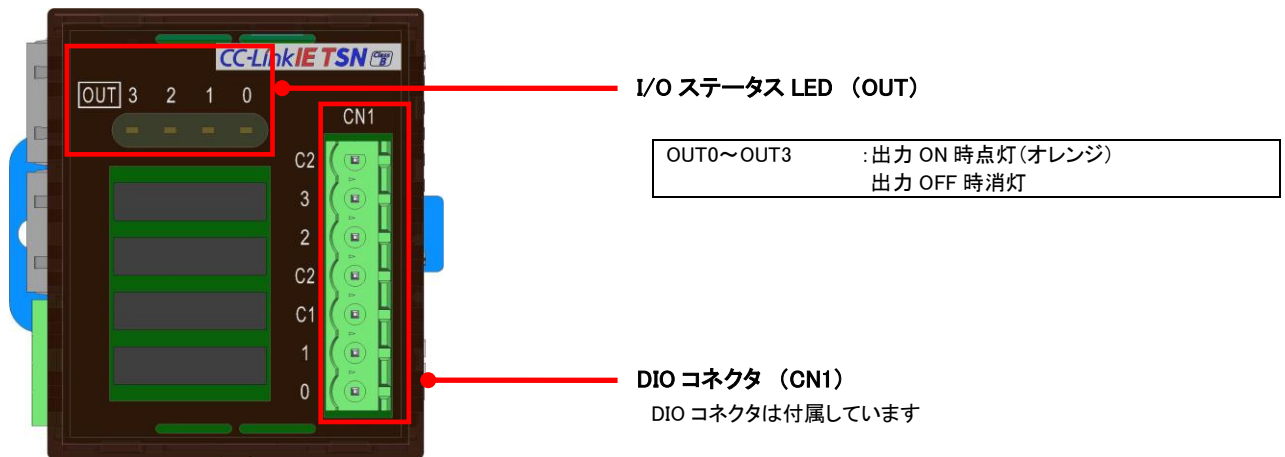 CC-Link IE TSN Class B
OUT 3 2 1 0
CN1
C2
3
2
C2
C1
1
0
I/O ステータス LED （OUT）
OUT0～OUT3 ：出力 ON 時点灯（オレンジ）
出力 OFF 時消灯
DIO コネクタ （CN1）
DIO コネクタは付属しています